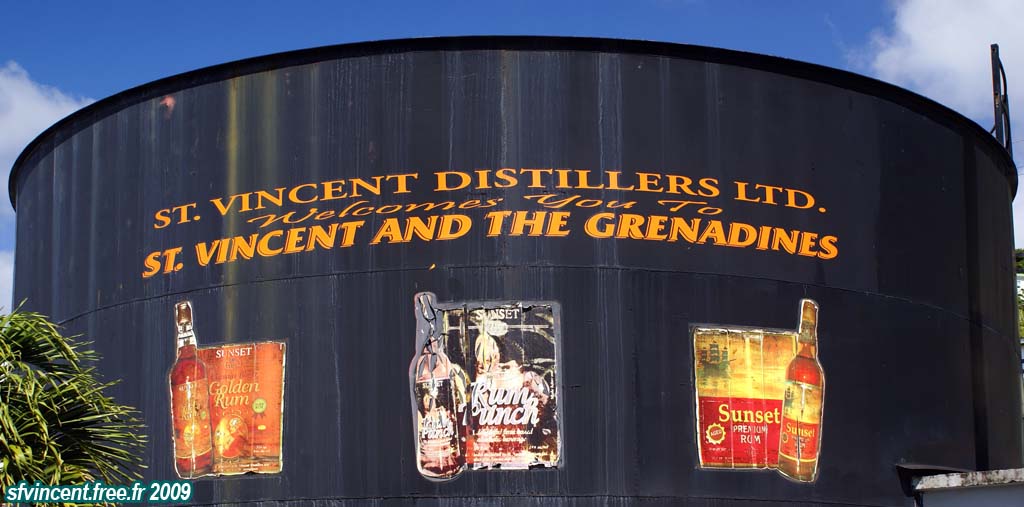 ST. VINCENT DISTILLERS LTD.
Welcomes You To
ST. VINCENT AND THE GRENADINES
SUNSET
Golden
Rum
SUNSET
Rum
Punch
Punch
Sunset
PREMIUM
RUM
Sunset
sfvincent.free.fr 2009